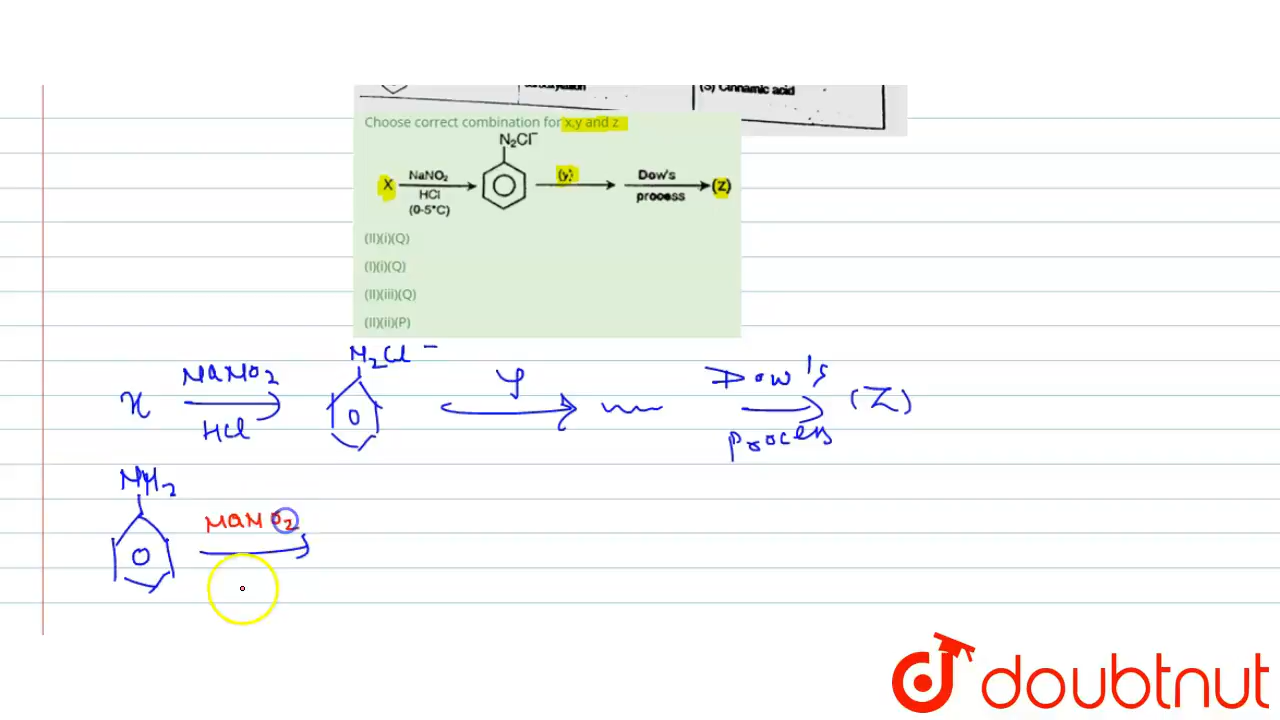 (S) Cinnamic acid
Choose correct combination for x,y and z
N₂Cl⁻
X NaNO₂ (y) Dow's (Z)
HCl process
(0-5°C)
(II)(i)(Q)
(I)(i)(Q)
(II)(iii)(Q)
(II)(ii)(P)
N₂Cl⁻
x NaNO₂ y Dow's (Z)
HCl process
NH₂
NaNO₂
doubtnut